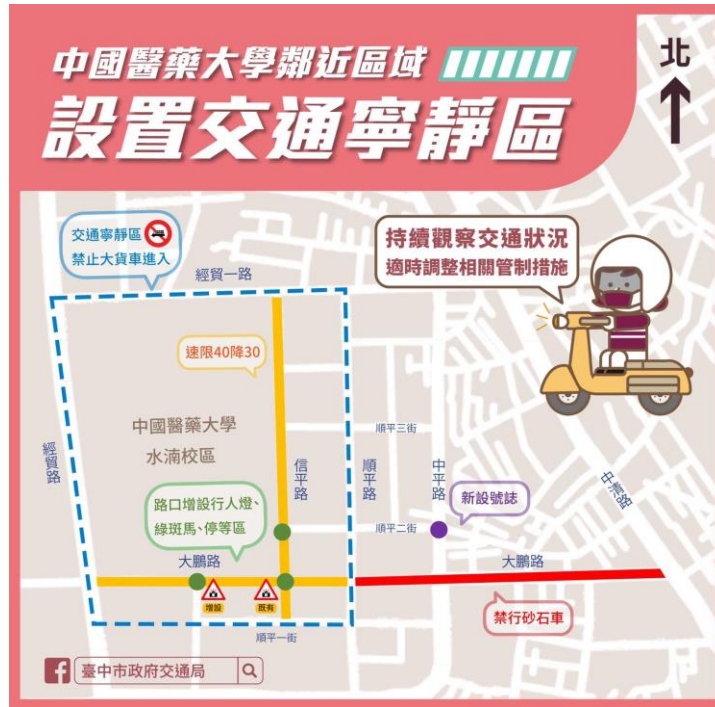 中國醫藥大學鄰近區域
設置交通寧靜區
北
交通寧靜區
禁止大貨車進入
持續觀察交通狀況
適時調整相關管制措施
經貿一路
速限40降30
中國醫藥大學
水湳校區
經貿路
信平路
順平路
中平路
順平三街
中清路
路口增設行人燈、
綠斑馬、停等區
新設號誌
順平二街
大鵬路
大鵬路
增設
既有
禁行砂石車
順平一街
臺中市政府交通局